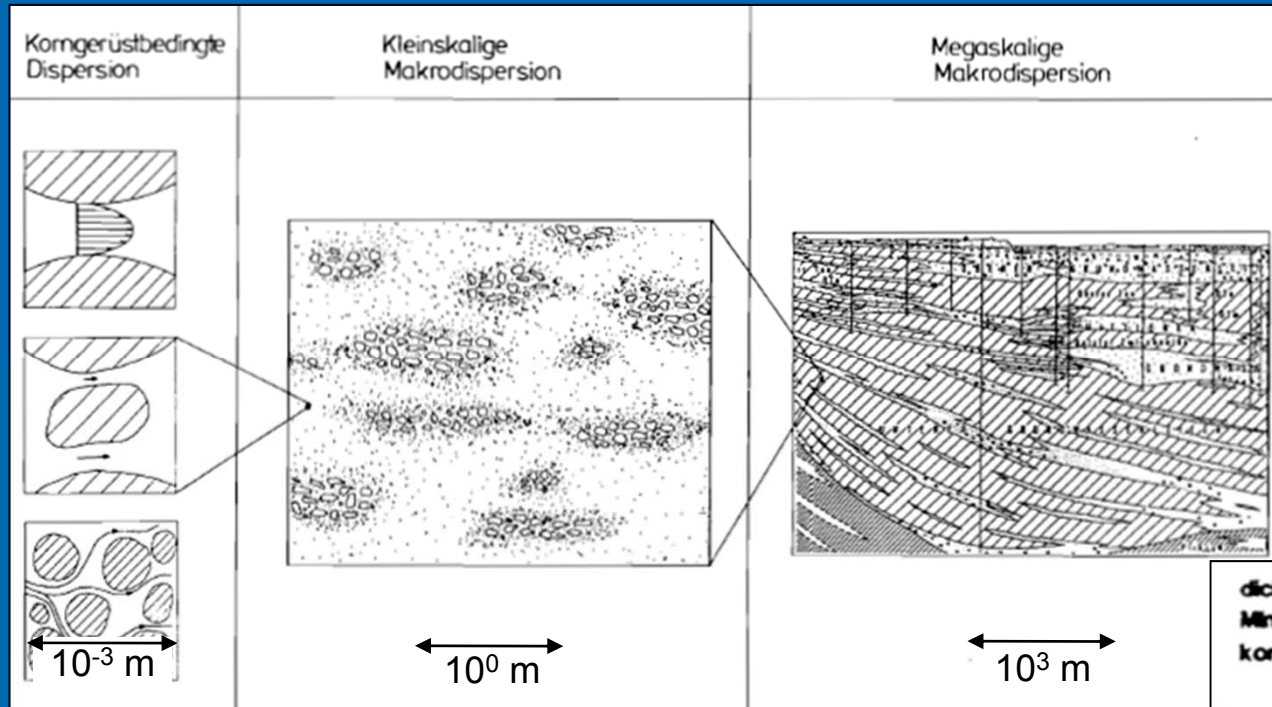 Korngerüstbedingte
Dispersion
Kleinskalige
Makrodispersion
Megaskalige
Makrodispersion
10⁻³ m
10⁰ m
10³ m